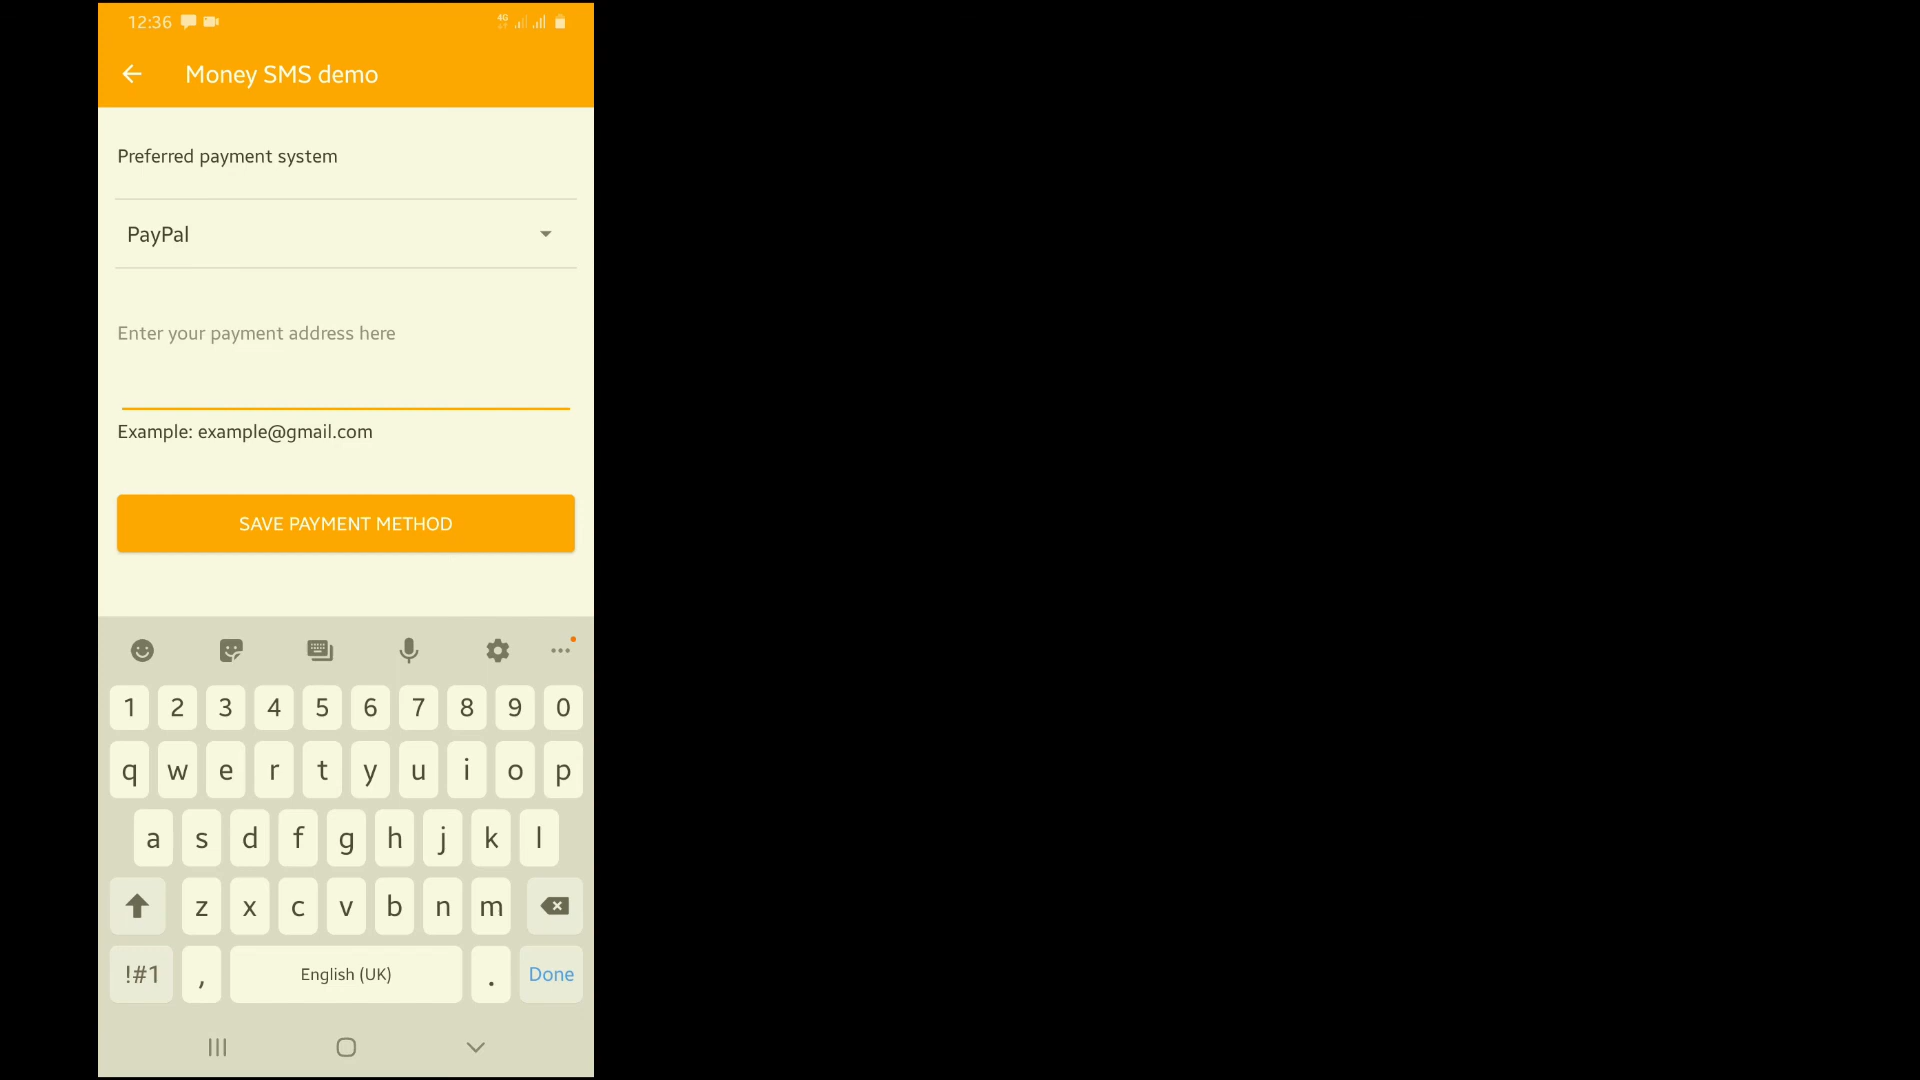 12:36
4G
Money SMS demo
Preferred payment system
PayPal
Enter your payment address here
Example: example@gmail.com
SAVE PAYMENT METHOD
1 2 3 4 5 6 7 8 9 0
q w e r t y u i o p
a s d f g h j k l
z x c v b n m
!#1 , English (UK) . Done